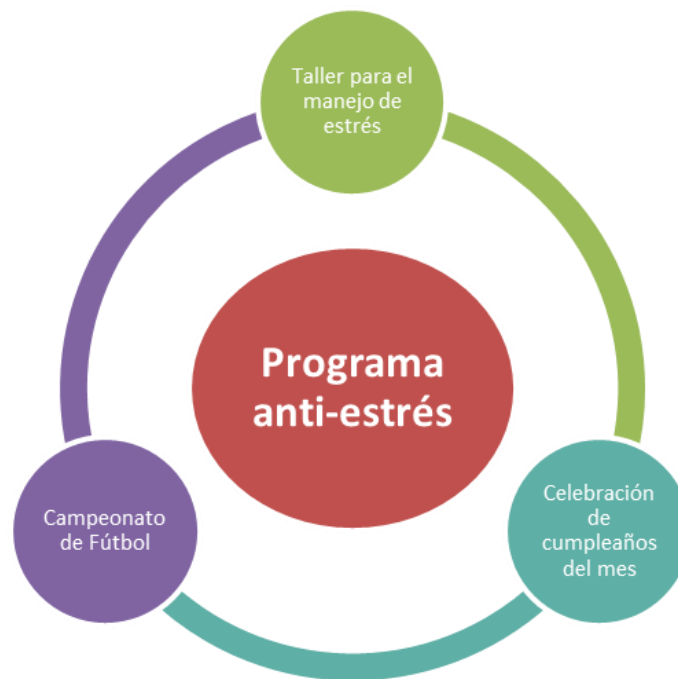 Taller para el
manejo de
estrés
Programa
anti-estrés
Campeonato
de Fútbol
Celebración
de
cumpleaños
del mes